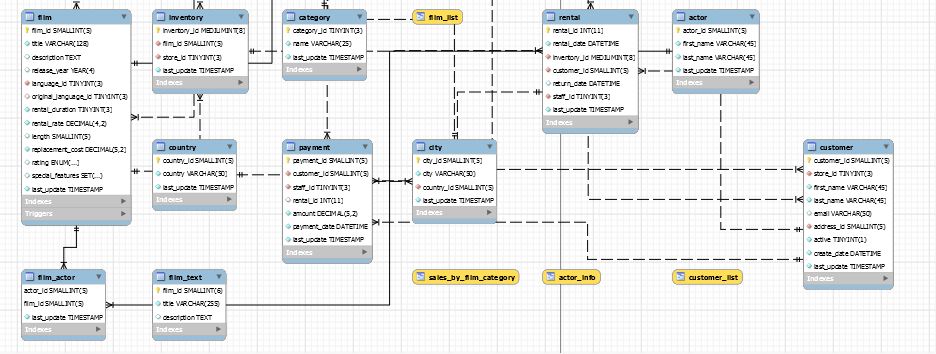 film
film_id SMALLINT(5)
title VARCHAR(128)
description TEXT
release_year YEAR(4)
language_id TINYINT(3)
original_language_id TINYINT(3)
rental_duration TINYINT(3)
rental_rate DECIMAL(4,2)
length SMALLINT(5)
replacement_cost DECIMAL(5,2)
rating ENUM(...)
special_features SET(...)
last_update TIMESTAMP
Indexes
Triggers
inventory
inventory_id MEDIUMINT(8)
film_id SMALLINT(5)
store_id TINYINT(3)
last_update TIMESTAMP
Indexes
category
category_id TINYINT(3)
name VARCHAR(25)
last_update TIMESTAMP
Indexes
film_list
rental
rental_id INT(11)
rental_date DATETIME
inventory_id MEDIUMINT(8)
customer_id SMALLINT(5)
return_date DATETIME
staff_id TINYINT(3)
last_update TIMESTAMP
Indexes
actor
actor_id SMALLINT(5)
first_name VARCHAR(45)
last_name VARCHAR(45)
last_update TIMESTAMP
Indexes
country
country_id SMALLINT(5)
country VARCHAR(50)
last_update TIMESTAMP
Indexes
payment
payment_id SMALLINT(5)
customer_id SMALLINT(5)
staff_id TINYINT(3)
rental_id INT(11)
amount DECIMAL(5,2)
payment_date DATETIME
last_update TIMESTAMP
Indexes
city
city_id SMALLINT(5)
city VARCHAR(50)
country_id SMALLINT(5)
last_update TIMESTAMP
Indexes
customer
customer_id SMALLINT(5)
store_id TINYINT(3)
first_name VARCHAR(45)
last_name VARCHAR(45)
email VARCHAR(50)
address_id SMALLINT(5)
active TINYINT(1)
create_date DATETIME
last_update TIMESTAMP
Indexes
film_actor
actor_id SMALLINT(5)
film_id SMALLINT(5)
last_update TIMESTAMP
Indexes
film_text
film_id SMALLINT(6)
title VARCHAR(255)
description TEXT
Indexes
sales_by_film_category
actor_info
customer_list